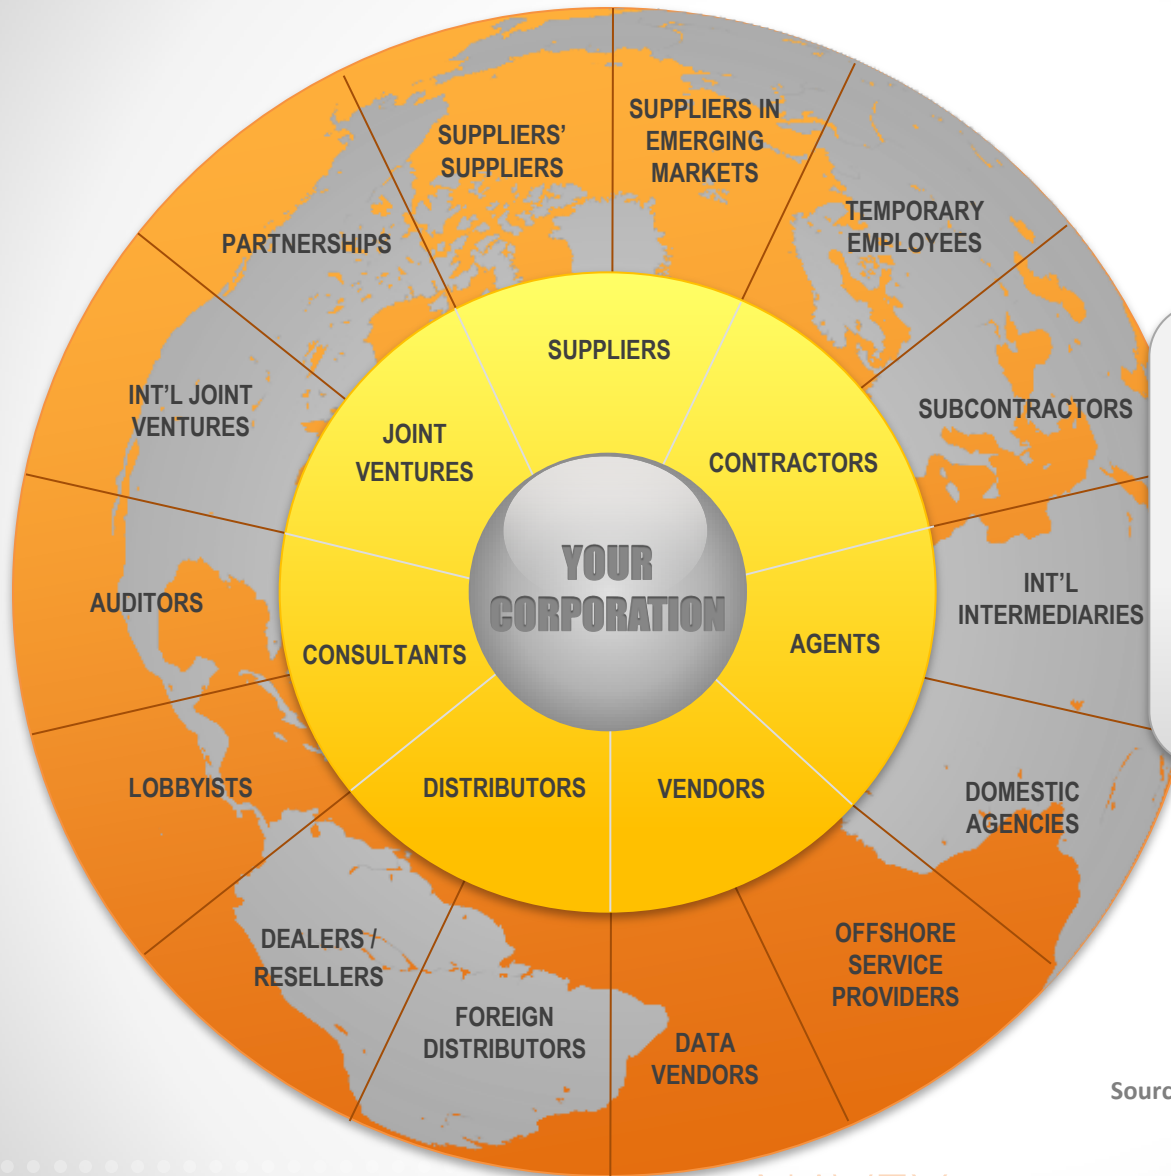 SUPPLIERS'
SUPPLIERS
SUPPLIERS IN
EMERGING
MARKETS
TEMPORARY
EMPLOYEES
PARTNERSHIPS
SUPPLIERS
INT'L JOINT
VENTURES
SUBCONTRACTORS
JOINT
VENTURES
CONTRACTORS
YOUR
CORPORATION
AUDITORS
INT'L
INTERMEDIARIES
CONSULTANTS
AGENTS
LOBBYISTS
DISTRIBUTORS
VENDORS
DOMESTIC
AGENCIES
DEALERS /
RESELLERS
OFFSHORE
SERVICE
PROVIDERS
FOREIGN
DISTRIBUTORS
DATA
VENDORS
Sourc